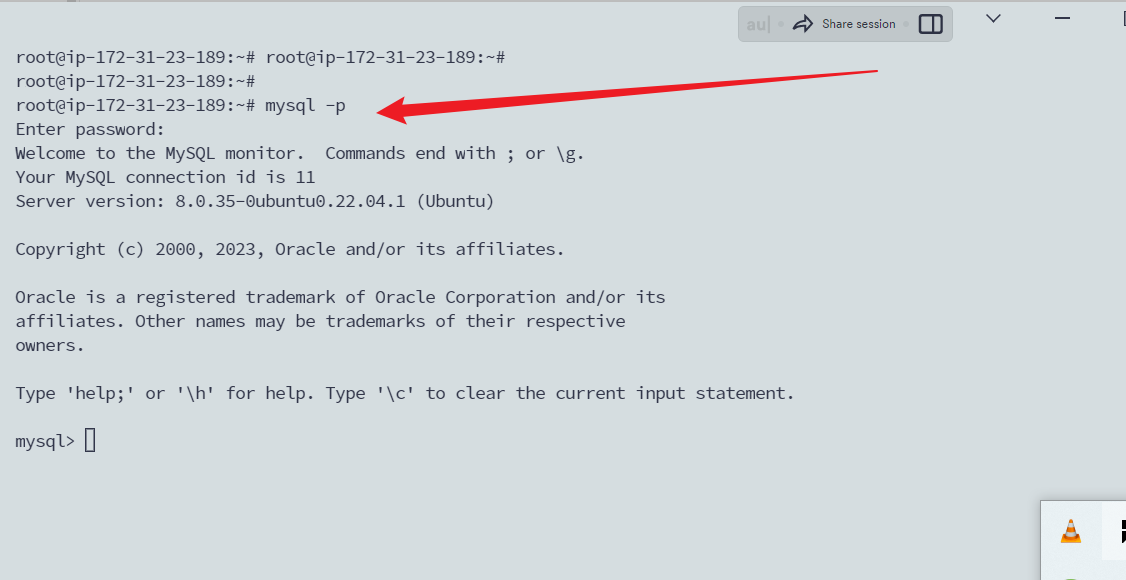 au|
Share session
root@ip-172-31-23-189:~# root@ip-172-31-23-189:~#
root@ip-172-31-23-189:~#
root@ip-172-31-23-189:~# mysql -p
Enter password:
Welcome to the MySQL monitor.  Commands end with ; or \g.
Your MySQL connection id is 11
Server version: 8.0.35-0ubuntu0.22.04.1 (Ubuntu)
Copyright (c) 2000, 2023, Oracle and/or its affiliates.
Oracle is a registered trademark of Oracle Corporation and/or its
affiliates. Other names may be trademarks of their respective
owners.
Type 'help;' or '\h' for help. Type '\c' to clear the current input statement.
mysql>